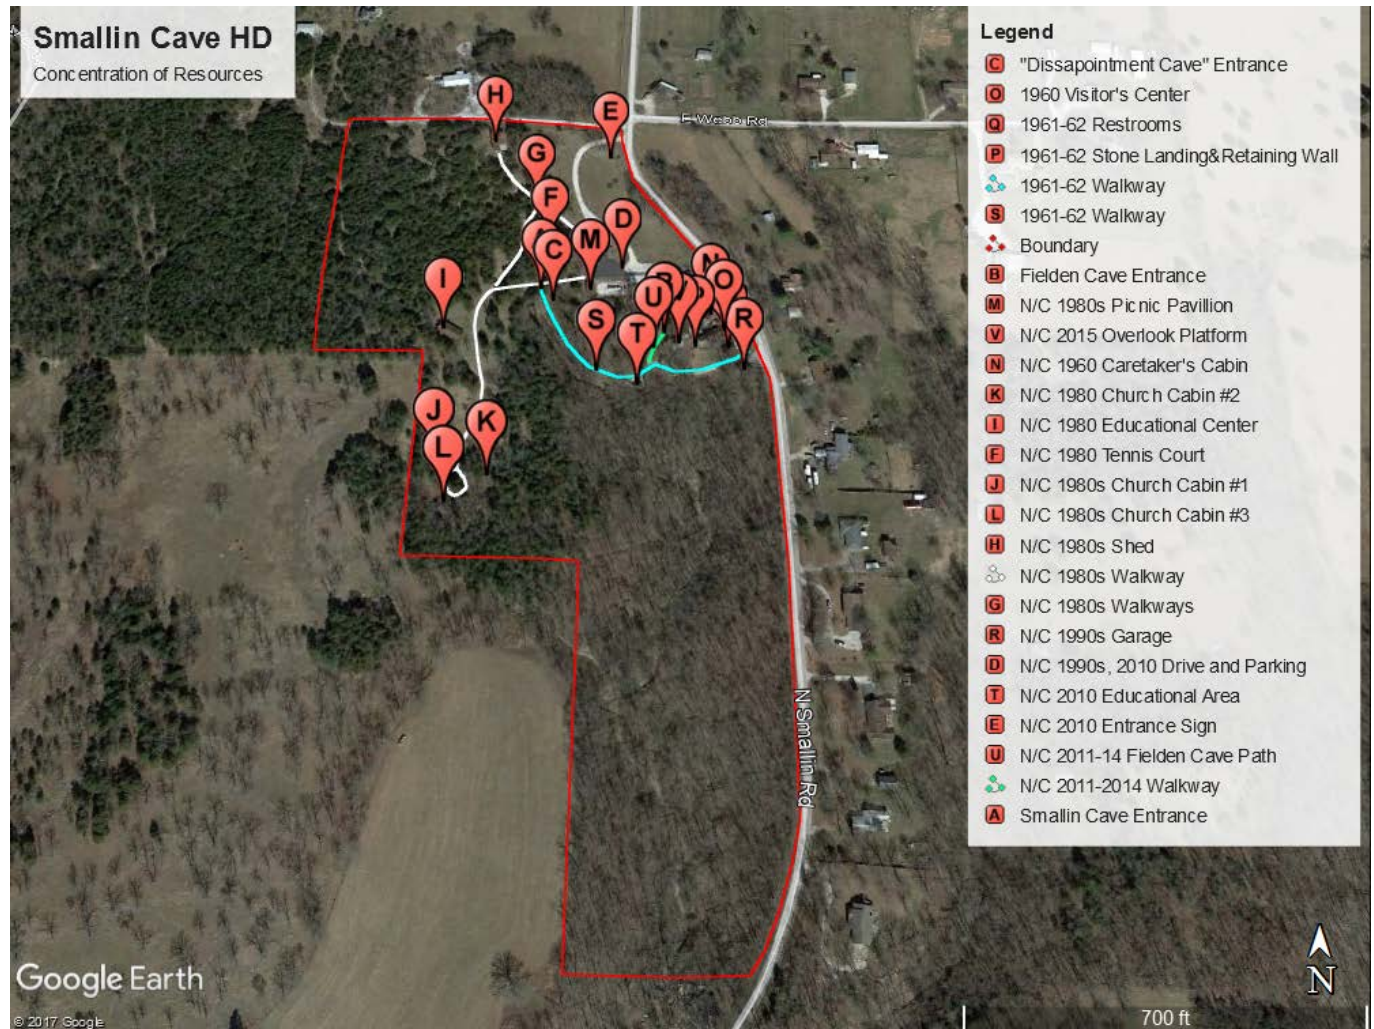 Smallin Cave HD
Concentration of Resources
Legend
C "Dissapointment Cave" Entrance
O 1960 Visitor's Center
Q 1961-62 Restrooms
P 1961-62 Stone Landing&Retaining Wall
1961-62 Walkway
S 1961-62 Walkway
Boundary
B Fielden Cave Entrance
M N/C 1980s Picnic Pavillion
V N/C 2015 Overlook Platform
N N/C 1960 Caretaker's Cabin
K N/C 1980 Church Cabin #2
I N/C 1980 Educational Center
F N/C 1980 Tennis Court
J N/C 1980s Church Cabin #1
L N/C 1980s Church Cabin #3
H N/C 1980s Shed
N/C 1980s Walkway
G N/C 1980s Walkways
R N/C 1990s Garage
D N/C 1990s, 2010 Drive and Parking
T N/C 2010 Educational Area
E N/C 2010 Entrance Sign
U N/C 2011-14 Fielden Cave Path
N/C 2011-2014 Walkway
A Smallin Cave Entrance
H
E
E Webb Rd
G
F
D
M
C
N
I
O
U
S
R
T
J
K
L
N Smallin Rd
Google Earth
© 2017 Google
N
700 ft